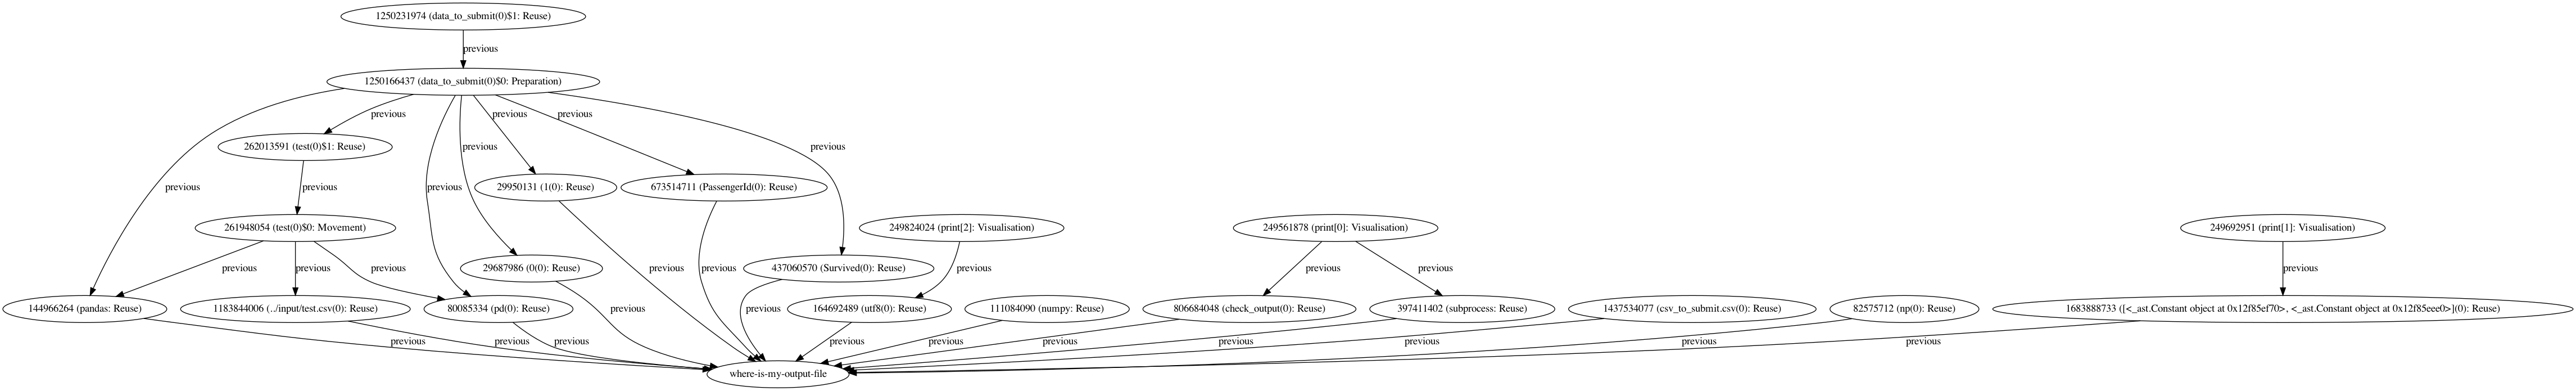 1250231974 (data_to_submit(0)$1: Reuse)
previous
1250166437 (data_to_submit(0)$0: Preparation)
previous
previous
previous
262013591 (test(0)$1: Reuse)
previous
previous
previous
previous
previous
previous
29950131 (1(0): Reuse)
673514711 (PassengerId(0): Reuse)
261948054 (test(0)$0: Movement)
249824024 (print[2]: Visualisation)
249561878 (print[0]: Visualisation)
249692951 (print[1]: Visualisation)
previous
previous
previous
29687986 (0(0): Reuse)
previous
previous
437060570 (Survived(0): Reuse)
previous
previous
previous
previous
144966264 (pandas: Reuse)
1183844006 (../input/test.csv(0): Reuse)
80085334 (pd(0): Reuse)
previous
previous
164692489 (utf8(0): Reuse)
111084090 (numpy: Reuse)
806684048 (check_output(0): Reuse)
397411402 (subprocess: Reuse)
1437534077 (csv_to_submit.csv(0): Reuse)
82575712 (np(0): Reuse)
1683888733 ([<_ast.Constant object at 0x12f85ef70>, <_ast.Constant object at 0x12f85eee0>](0): Reuse)
previous
previous
previous
previous
previous
previous
previous
previous
previous
previous
where-is-my-output-file